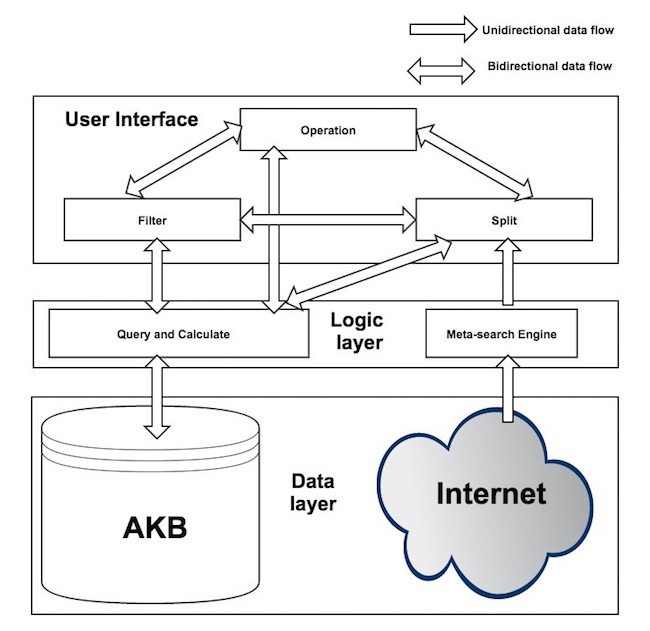 Unidirectional data flow
Bidirectional data flow
User Interface
Operation
Filter
Split
Query and Calculate
Logic
layer
Meta-search Engine
Data
layer
AKB
Internet